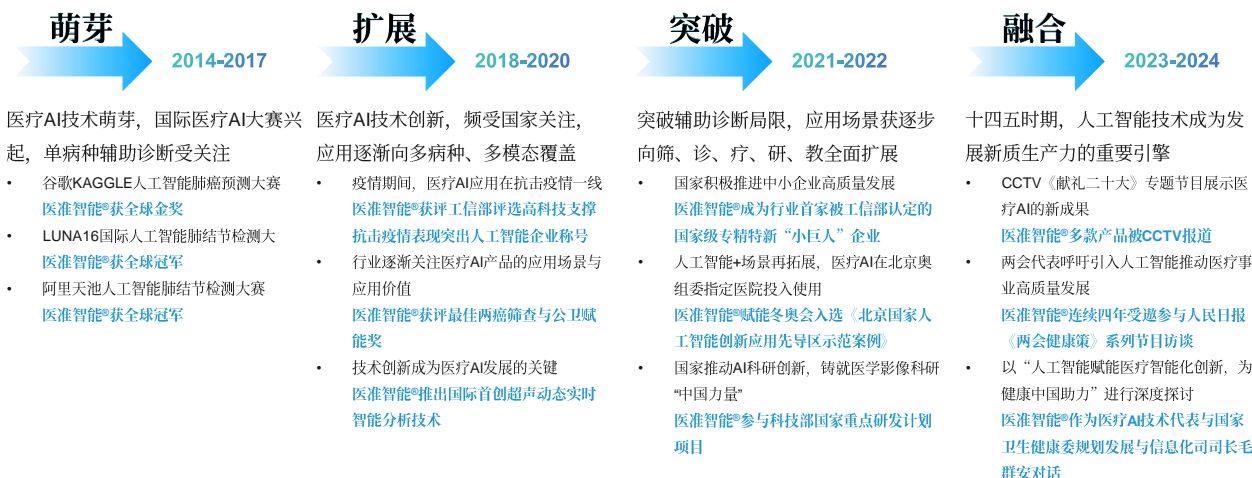 萌芽
2014-2017
医疗AI技术萌芽，国际医疗AI大赛兴
起，单病种辅助诊断受关注
• 谷歌KAGGLE人工智能肺癌预测大赛
医准智能®获全球金奖
• LUNA16国际人工智能肺结节检测大
医准智能®获全球冠军
• 阿里天池人工智能肺结节检测大赛
医准智能®获全球冠军
扩展
2018-2020
医疗AI技术创新，频受国家关注，
应用逐渐向多病种、多模态覆盖
• 疫情期间，医疗AI应用在抗击疫情一线
医准智能®获评工信部评选高科技支撑
抗击疫情表现突出人工智能企业称号
• 行业逐渐关注医疗AI产品的应用场景与
应用价值
医准智能®获评最佳两癌筛查与公卫赋
能奖
• 技术创新成为医疗AI发展的关键
医准智能®推出国际首创超声动态实时
智能分析技术
突破
2021-2022
突破辅助诊断局限，应用场景获逐步
向筛、诊、疗、研、教全面扩展
• 国家积极推进中小企业高质量发展
医准智能®成为行业首家被工信部认定的
国家级专精特新“小巨人”企业
• 人工智能+场景再拓展，医疗AI在北京奥
组委指定医院投入使用
医准智能®赋能冬奥会入选《北京国家人
工智能创新应用先导区示范案例》
• 国家推动AI科研创新，铸就医学影像科研
“中国力量”
医准智能®参与科技部国家重点研发计划
项目
融合
2023-2024
十四五时期，人工智能技术成为发
展新质生产力的重要引擎
• CCTV《献礼二十大》专题节目展示医
疗AI的新成果
医准智能®多款产品被CCTV报道
• 两会代表呼吁引入人工智能推动医疗事
业高质量发展
医准智能®连续四年受邀参与人民日报
《两会健康策》系列节目访谈
• 以“人工智能赋能医疗智能化创新，为
健康中国助力”进行深度探讨
医准智能®作为医疗AI技术代表与国家
卫生健康委规划发展与信息化司司长毛
群安对话